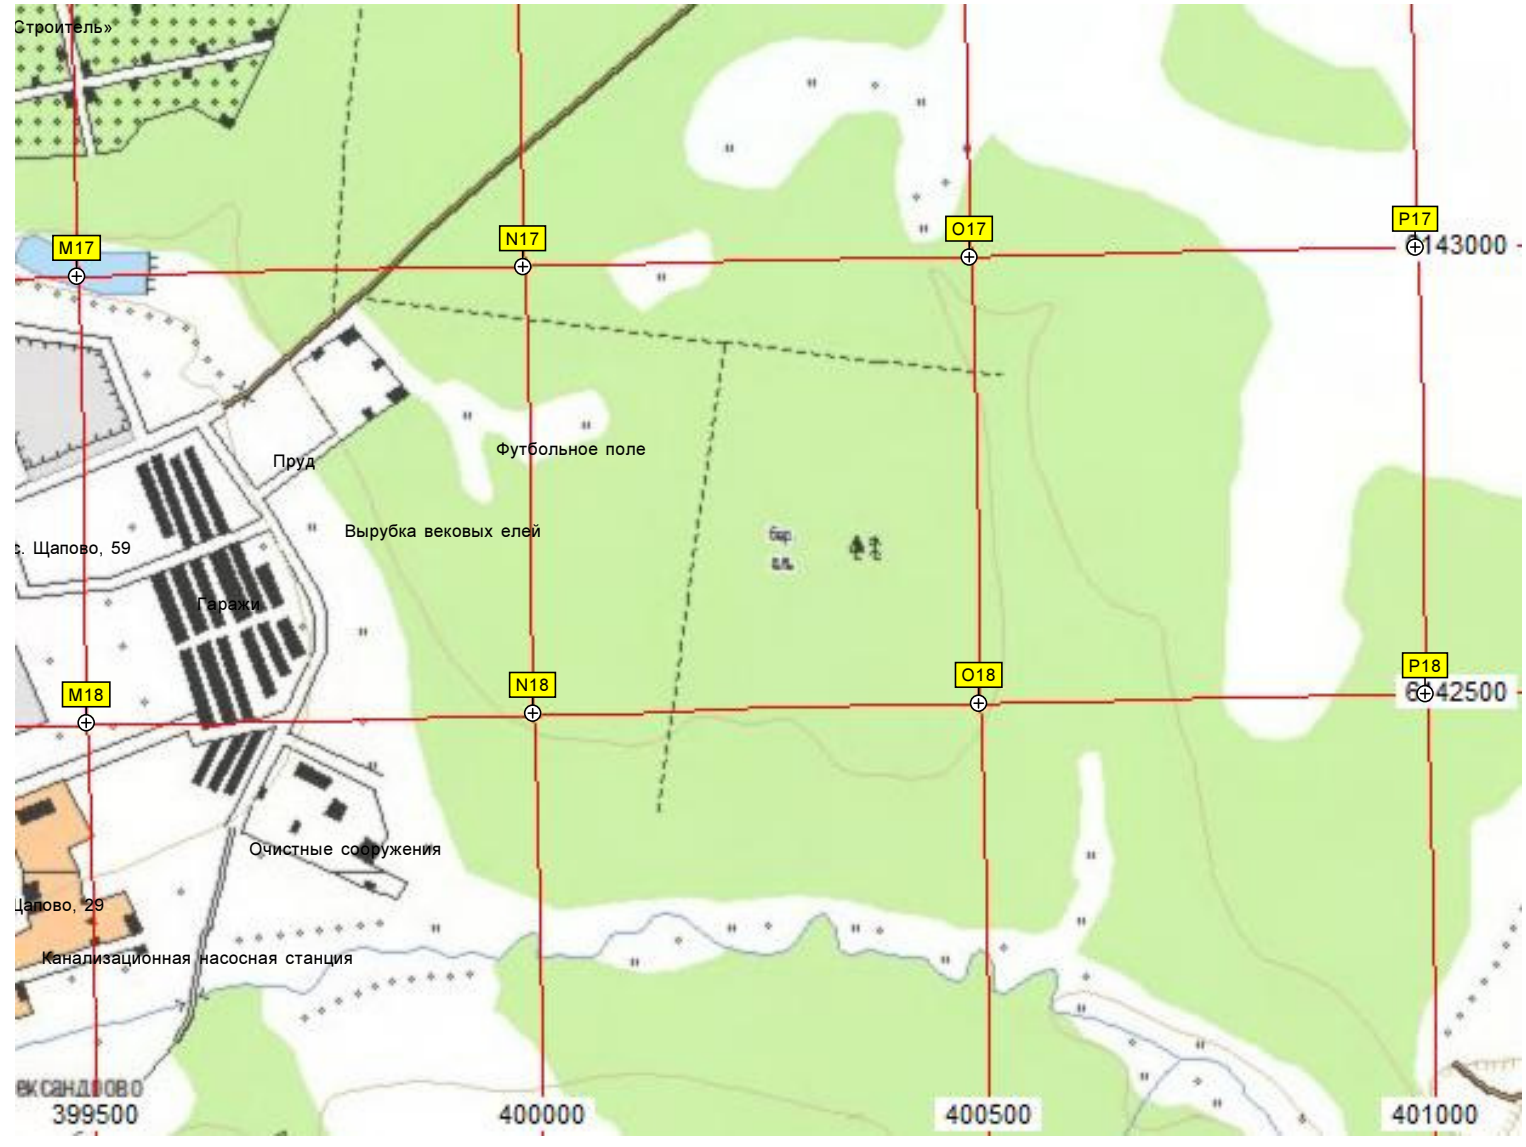 Строитель»
P17
O17
N17
M17
143000
Футбольное поле
Пруд
Вырубка вековых елей
с. Щапово, 59
Гаражи
P18
O18
N18
M18
6142500
Очистные сооружения
Щапово, 29
Канализационная насосная станция
399500
400000
400500
401000